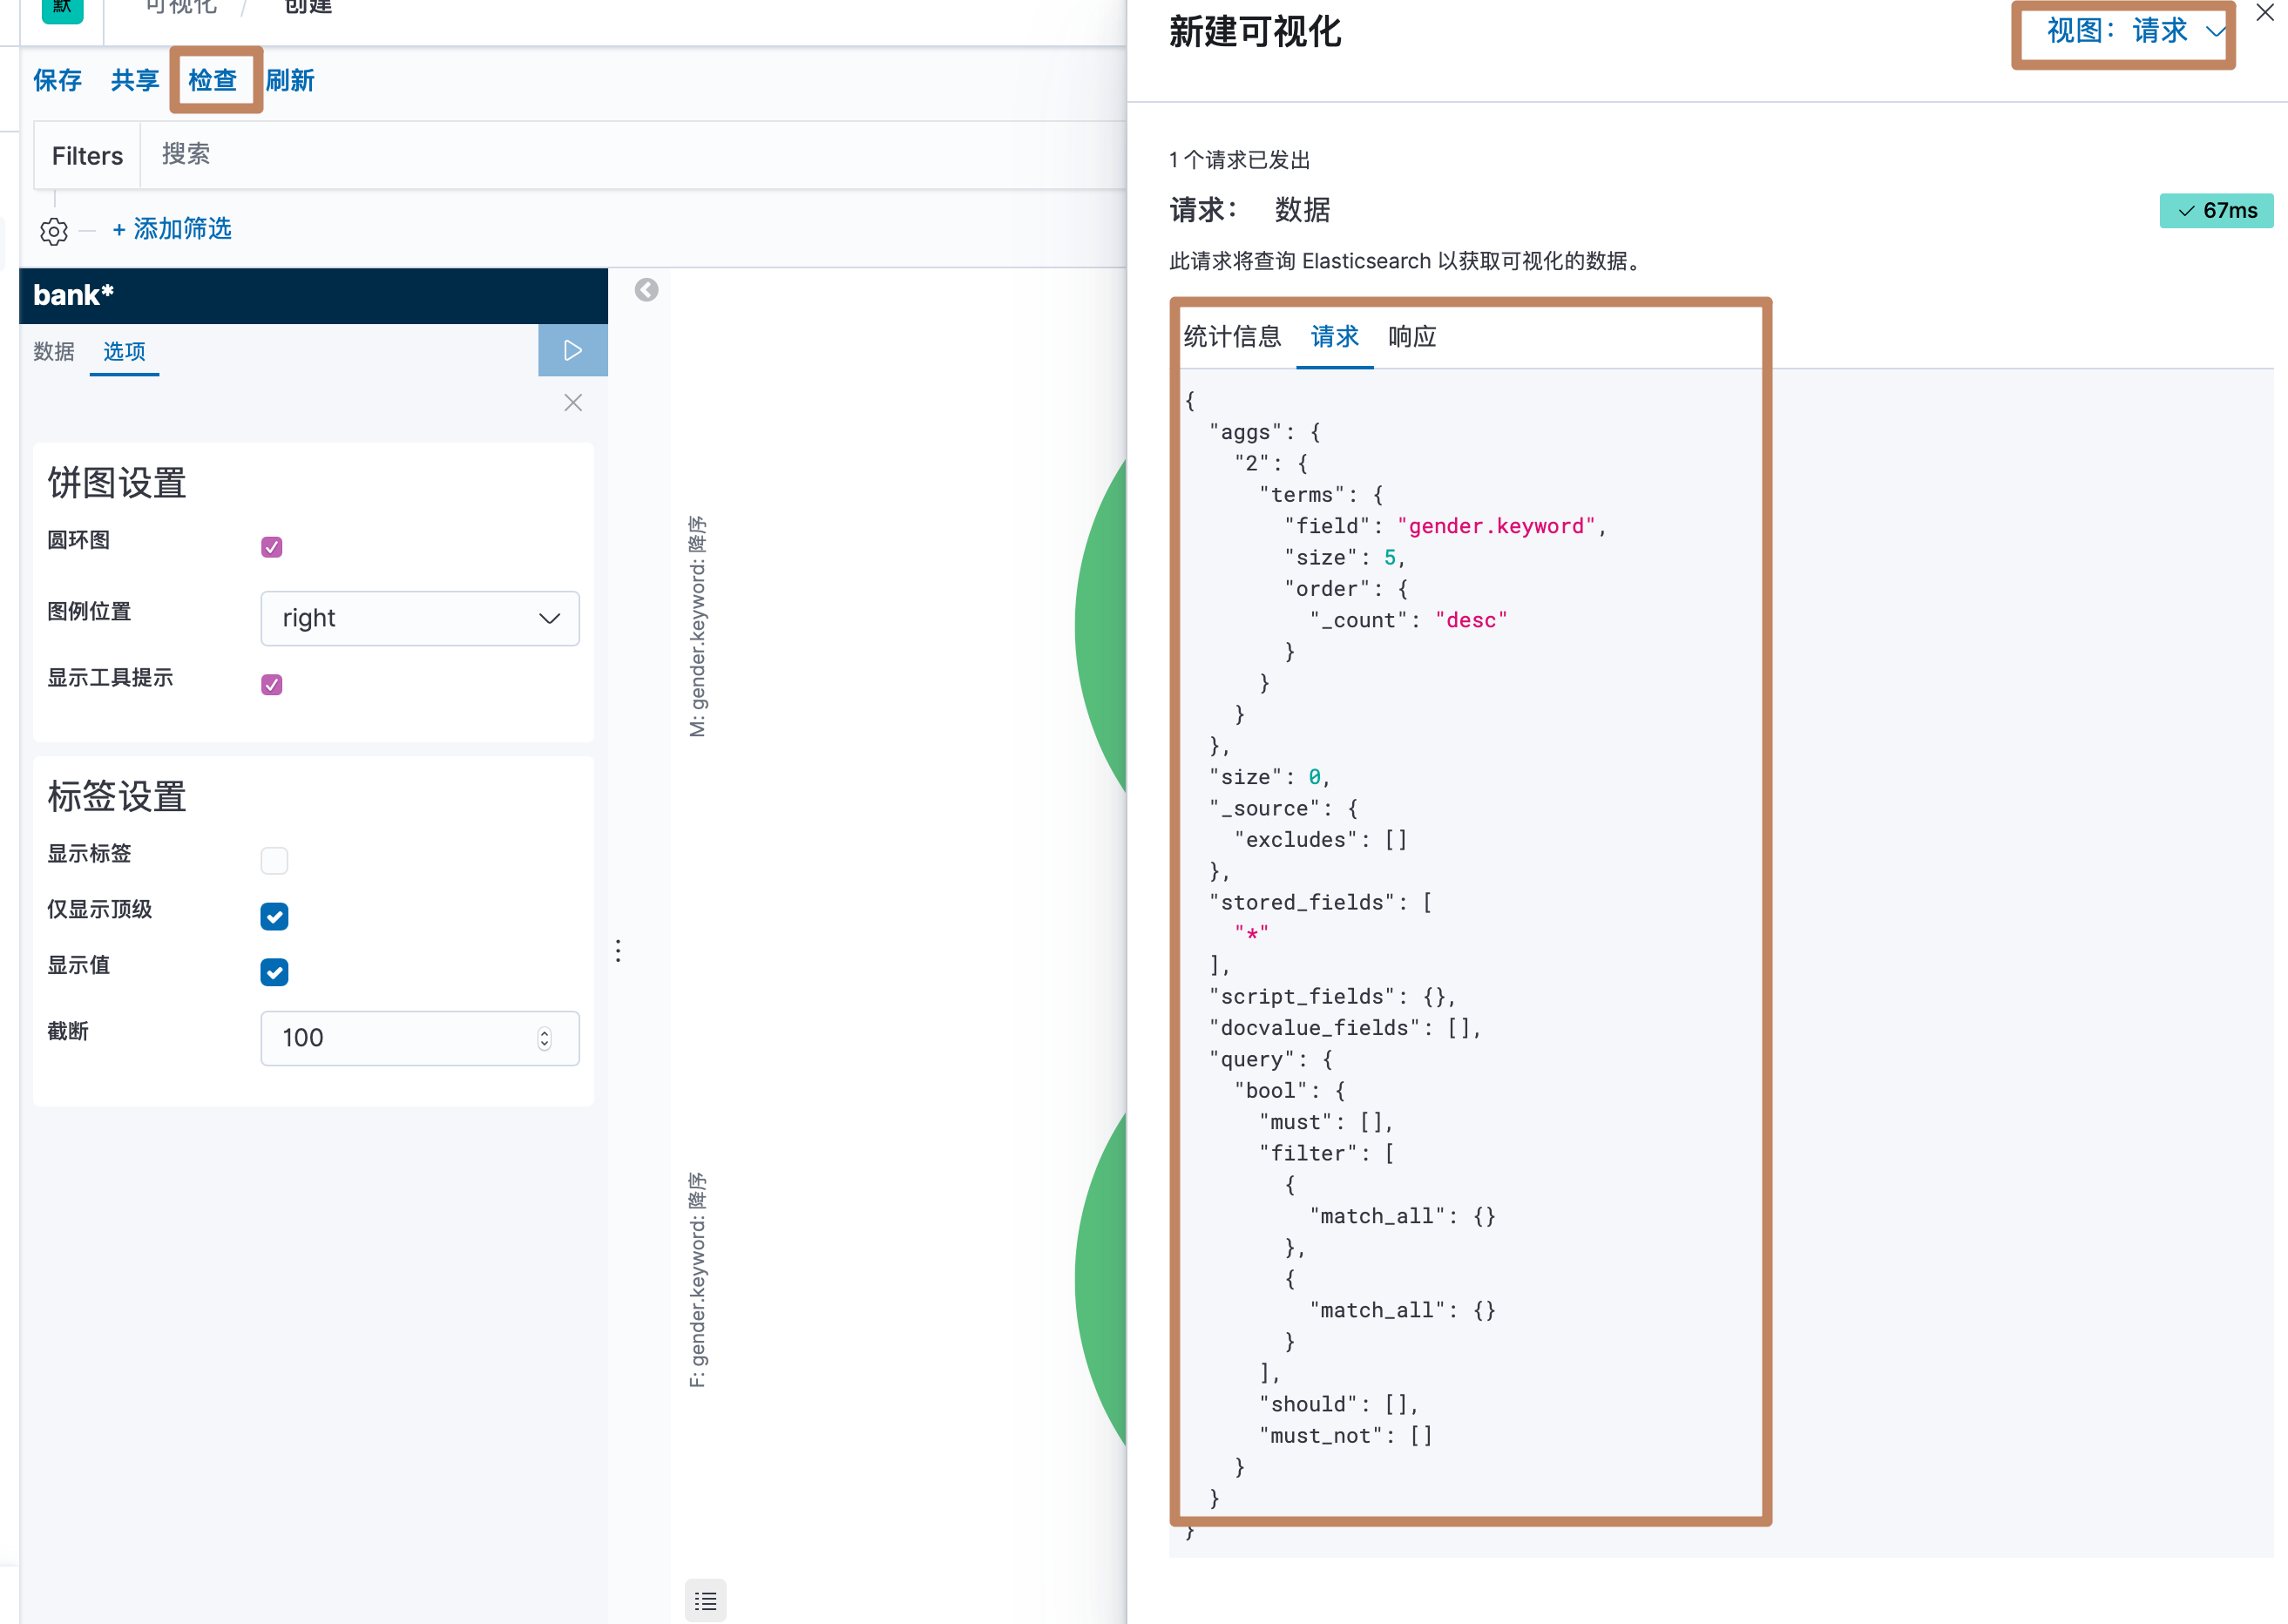 默
可视化 / 创建
保存 共享 检查 刷新
Filters 搜索
+ 添加筛选
bank*
数据 选项
饼图设置
圆环图
图例位置 right
显示工具提示
标签设置
显示标签
仅显示顶级
显示值
截断 100
M: gender.keyword: 降序
F: gender.keyword: 降序
新建可视化
视图：请求
1 个请求已发出
请求： 数据
67ms
此请求将查询 Elasticsearch 以获取可视化的数据。
统计信息 请求 响应
{
"aggs": {
"2": {
"terms": {
"field": "gender.keyword",
"size": 5,
"order": {
"_count": "desc"
}
}
}
},
"size": 0,
"_source": {
"excludes": []
},
"stored_fields": [
"*"
],
"script_fields": {},
"docvalue_fields": [],
"query": {
"bool": {
"must": [],
"filter": [
{
"match_all": {}
},
{
"match_all": {}
}
],
"should": [],
"must_not": []
}
}
}